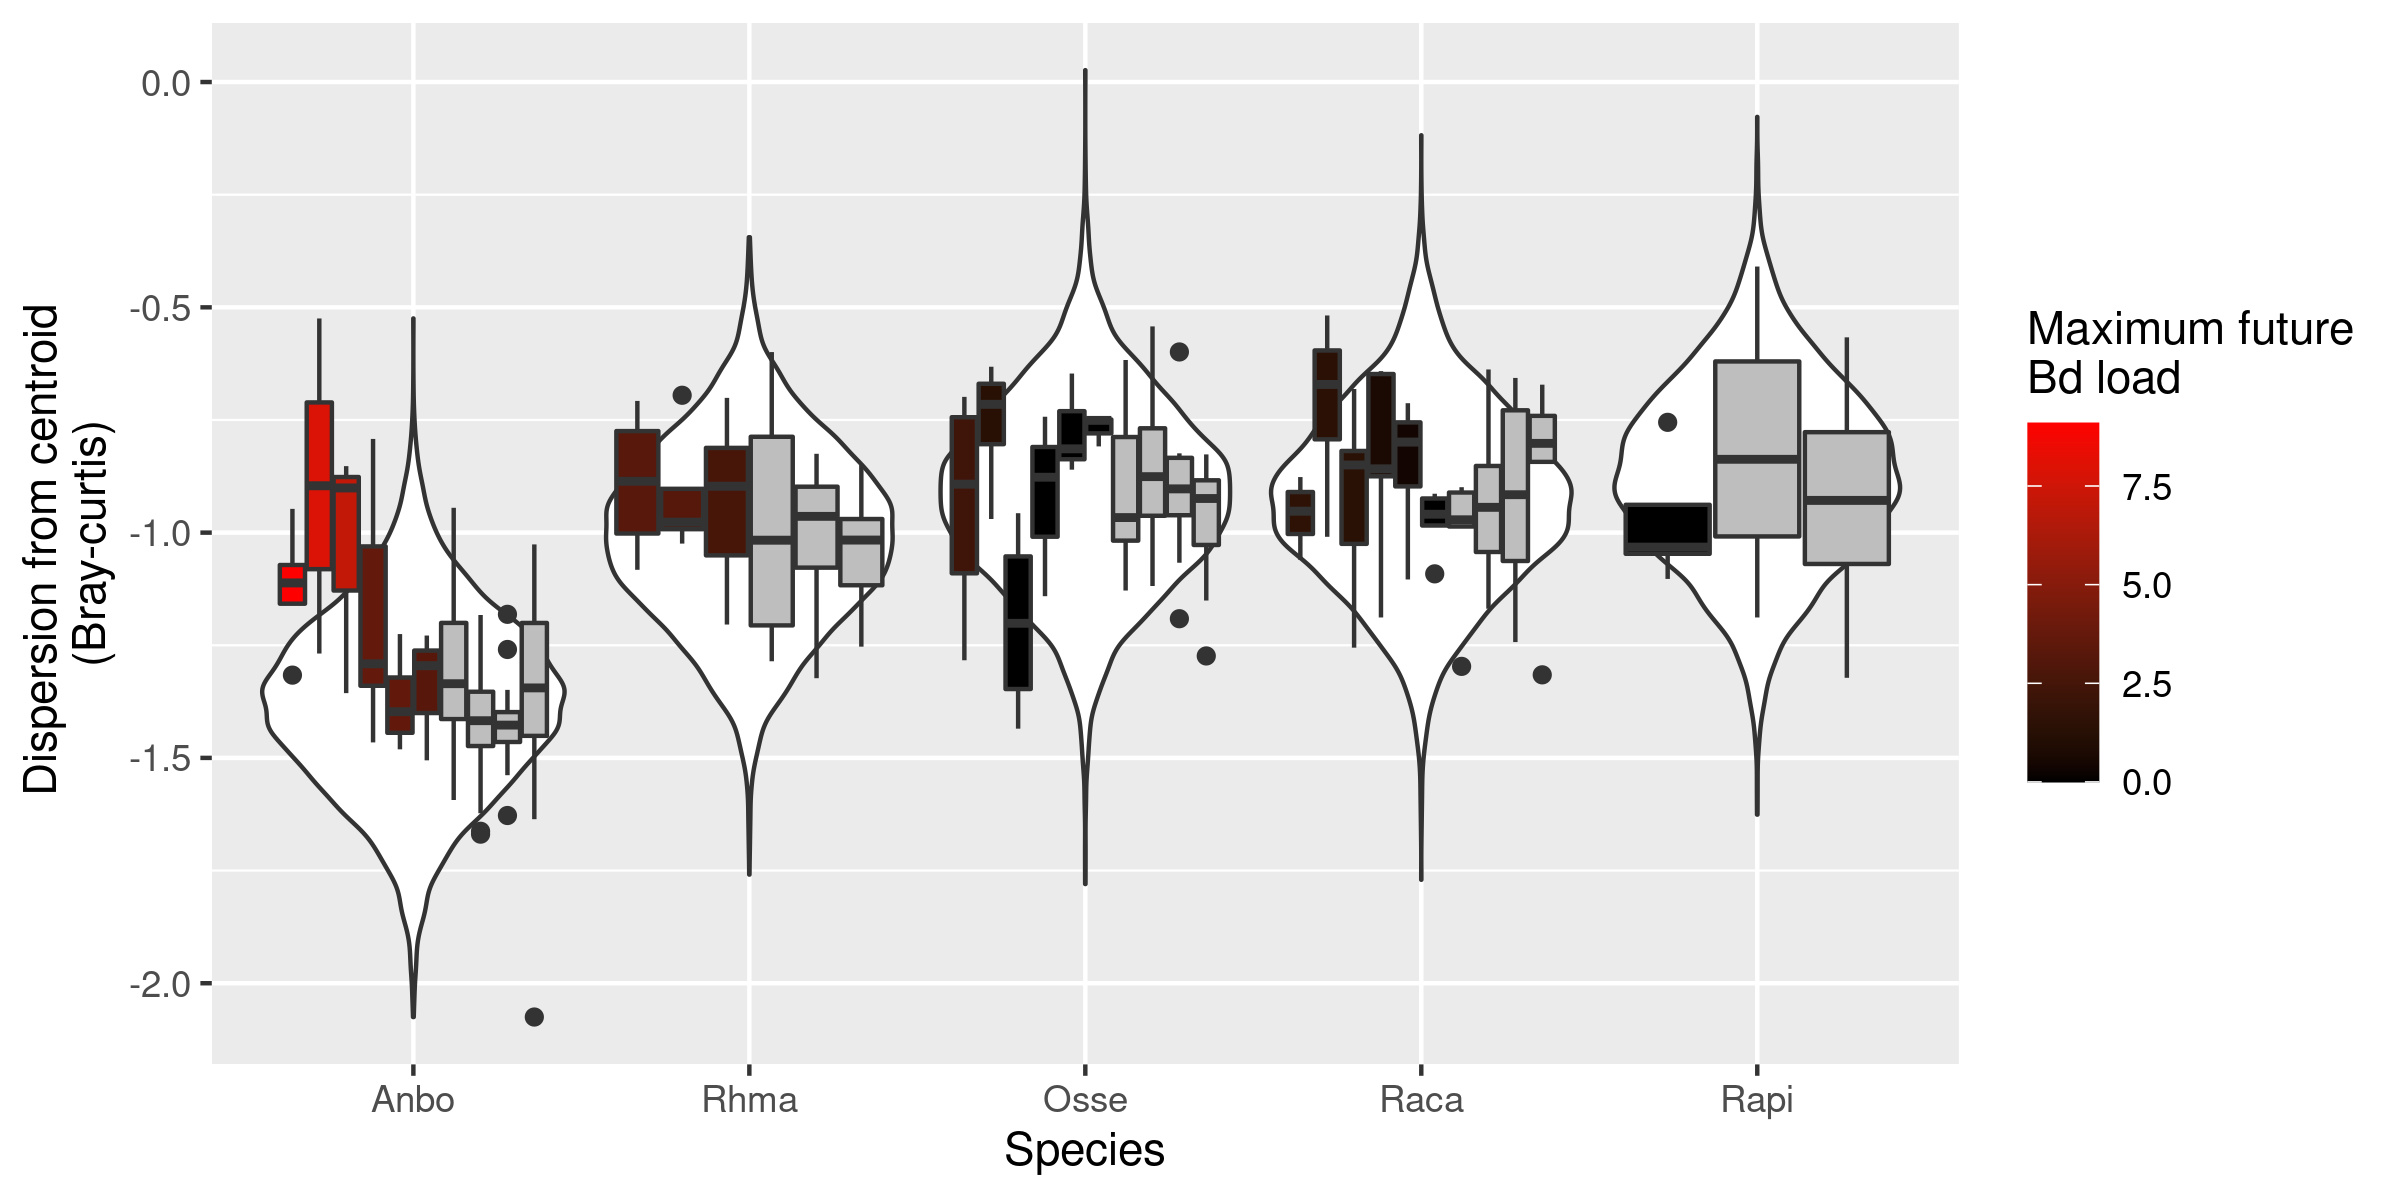 Dispersion from centroid
(Bray-curtis)
0.0
-0.5
-1.0
-1.5
-2.0
Anbo
Rhma
Osse
Raca
Rapi
Species
Maximum future
Bd load
7.5
5.0
2.5
0.0